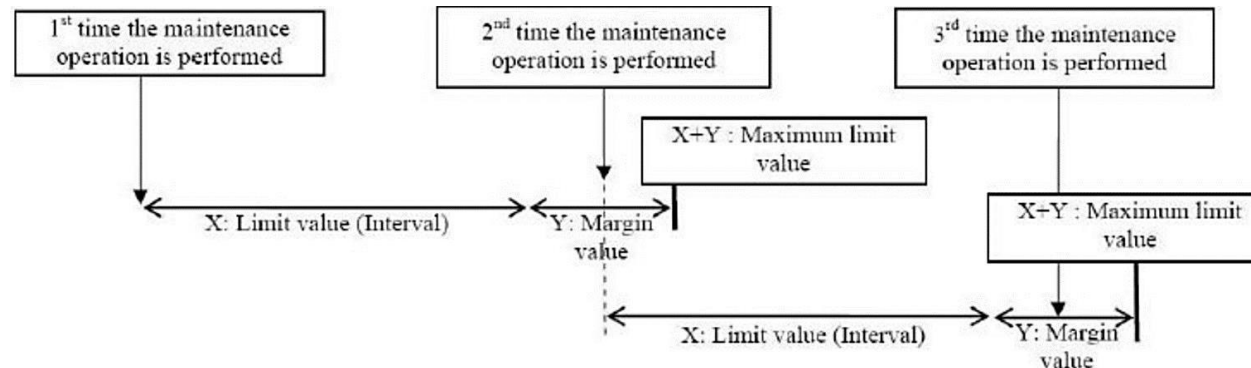 1st time the maintenance
operation is performed
2nd time the maintenance
operation is performed
3rd time the maintenance
operation is performed
X+Y : Maximum limit
value
X: Limit value (Interval)
Y: Margin
value
X+Y : Maximum limit
value
X: Limit value (Interval)
Y: Margin
value